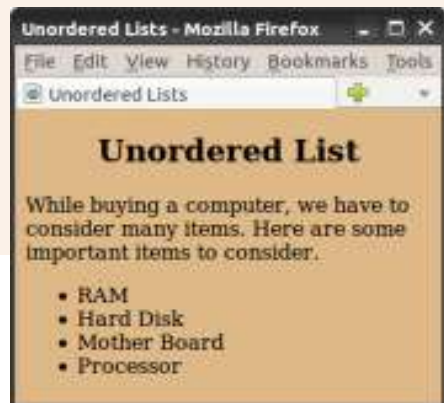 Unordered Lists - Mozilla Firefox
File Edit View History Bookmarks Tools
Unordered Lists
Unordered List
While buying a computer, we have to
consider many items. Here are some
important items to consider.
• RAM
• Hard Disk
• Mother Board
• Processor